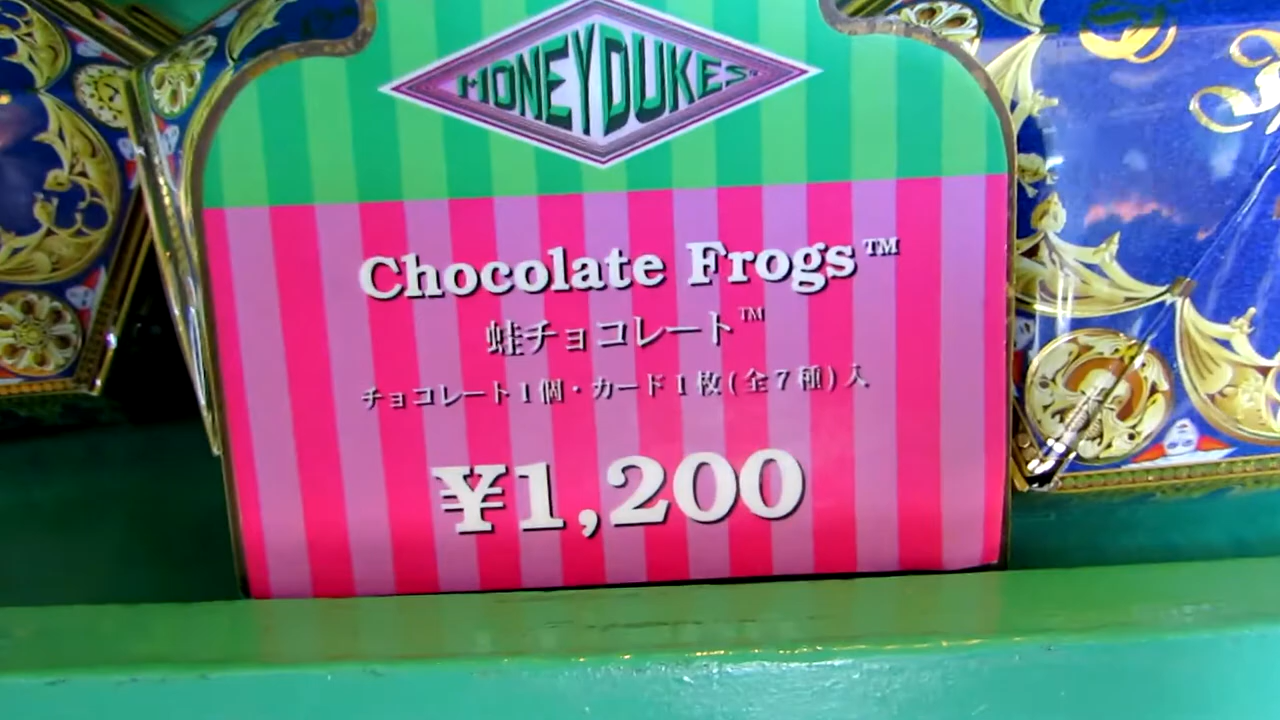 HONEYDUKES™
Chocolate Frogs™
蛙チョコレート™
チョコレート1個・カード1枚(全7種)入
¥1,200